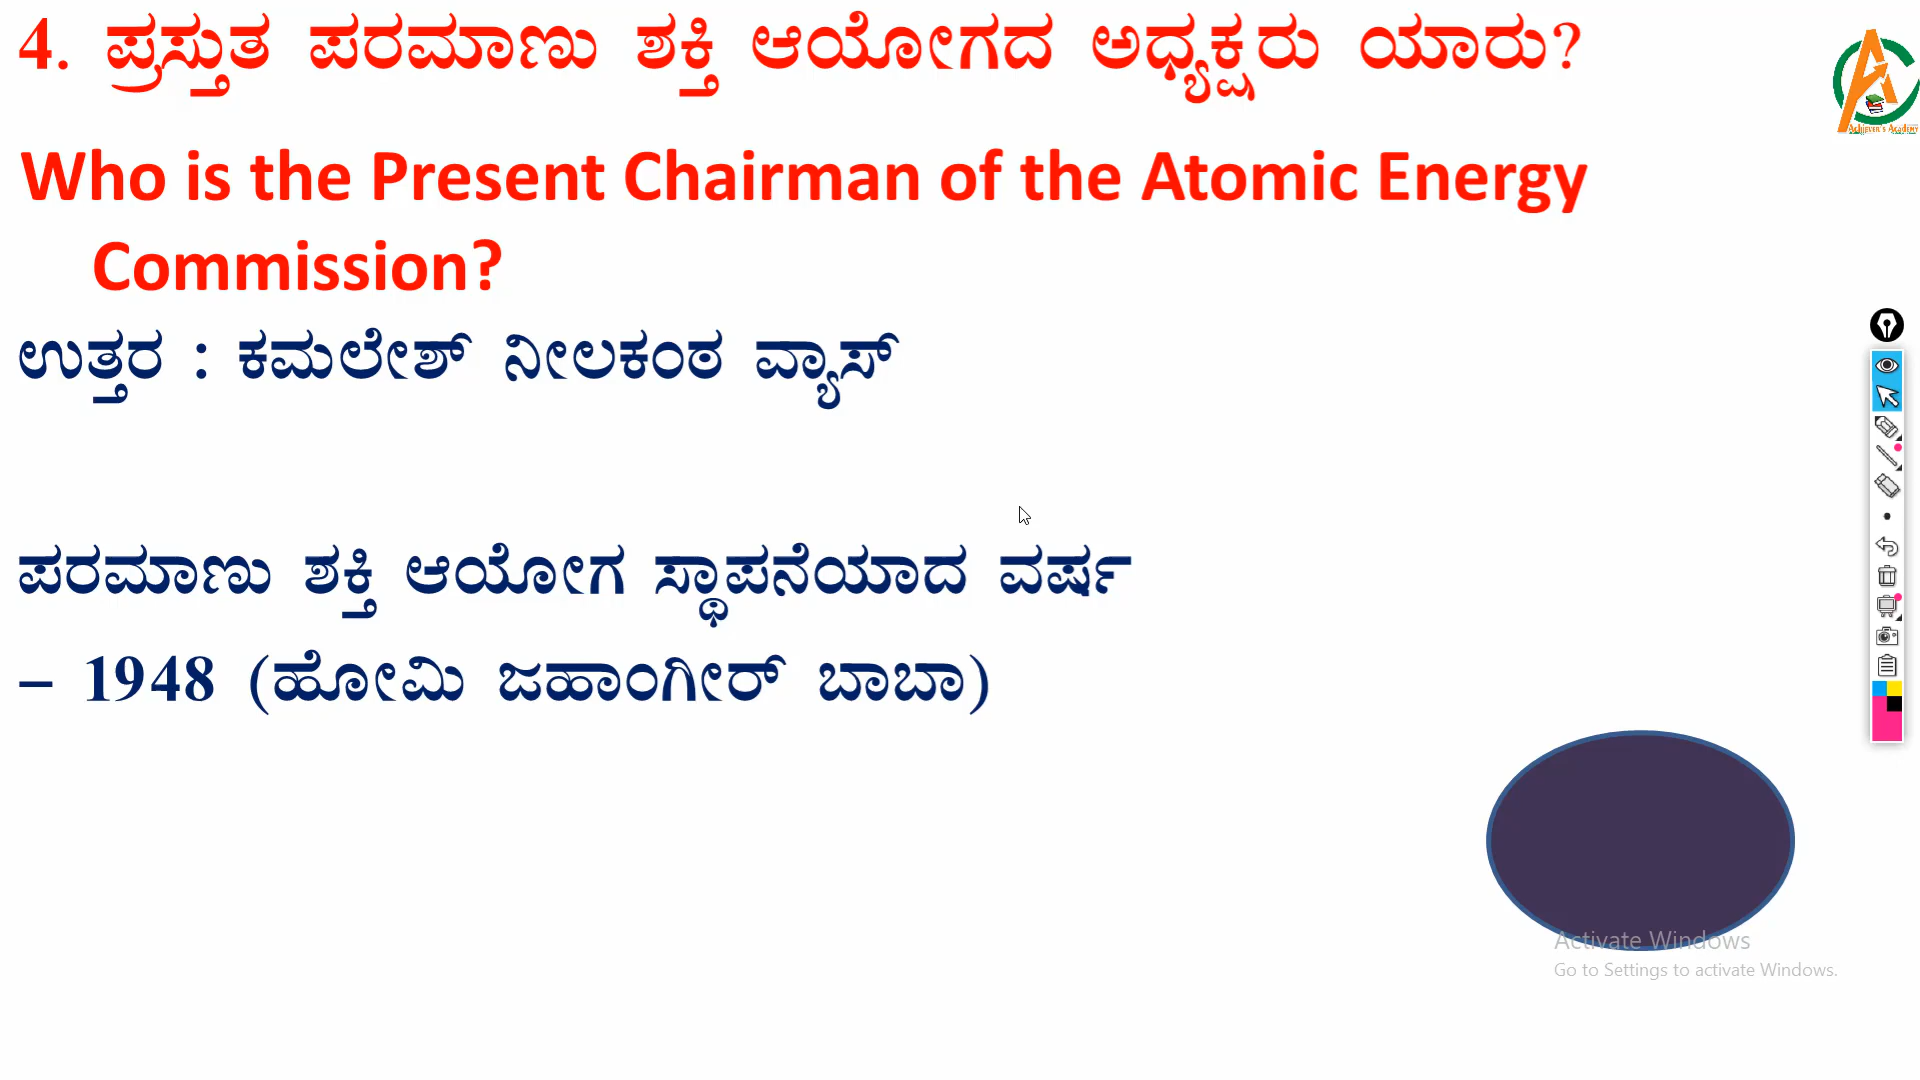 4. ಪ್ರಸ್ತುತ ಪರಮಾಣು ಶಕ್ತಿ ಆಯೋಗದ ಅಧ್ಯಕ್ಷರು ಯಾರು?
Who is the Present Chairman of the Atomic Energy
Commission?
ಉತ್ತರ : ಕಮಲೇಶ್ ನೀಲಕಂಠ ವ್ಯಾಸ್
ಪರಮಾಣು ಶಕ್ತಿ ಆಯೋಗ ಸ್ಥಾಪನೆಯಾದ ವರ್ಷ
– 1948 (ಹೋಮಿ ಜಹಾಂಗೀರ್ ಬಾಬಾ)
Achiever's Academy
Activate Windows
Go to Settings to activate Windows.